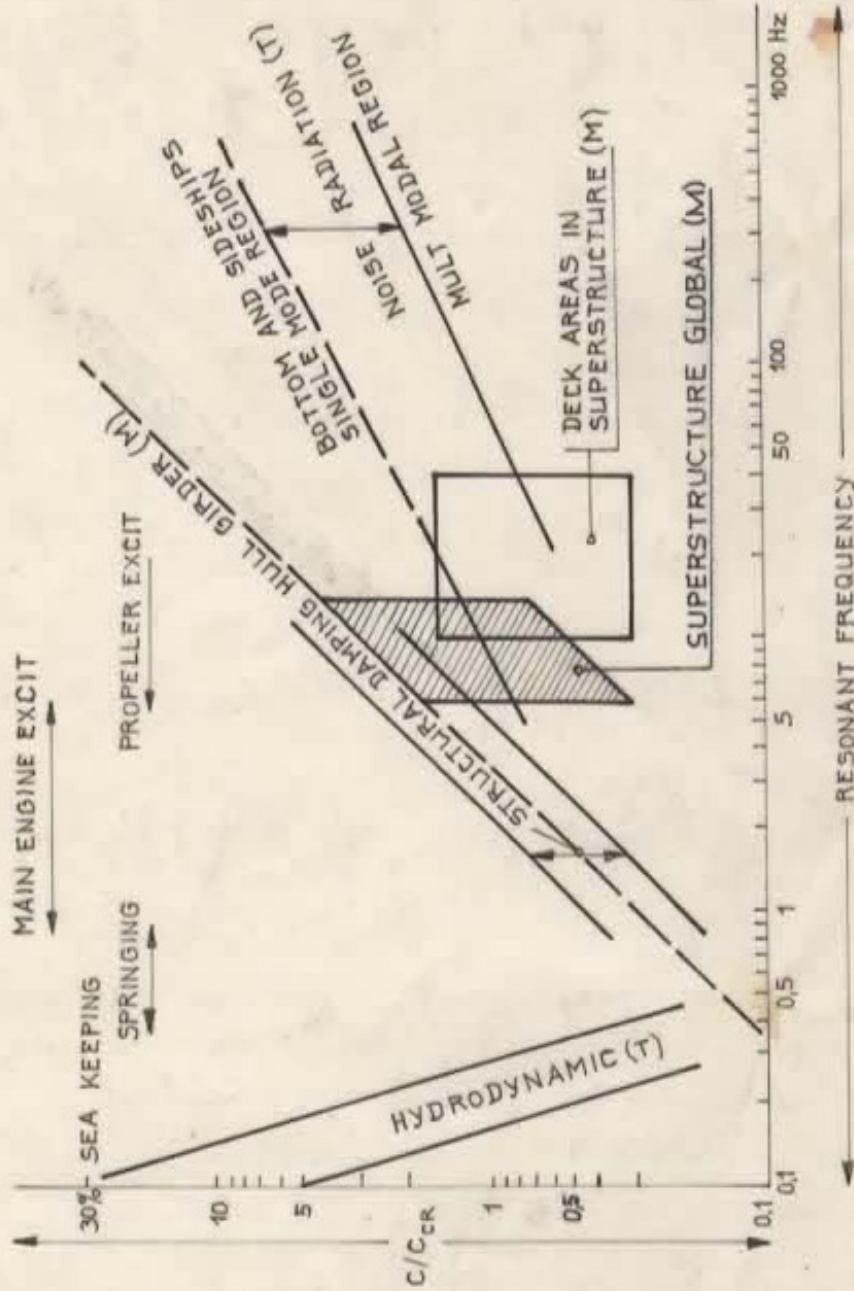 MAIN ENGINE EXCIT
SEA KEEPING
SPRINGING
PROPELLER EXCIT
30%
10
5
1
0,5
0.1
C/C_CR
HYDRODYNAMIC (T)
STRUCTURAL DAMPING HULL GIRDER (M)
BOTTOM AND SIDESHIPS
SINGLE MODE REGION
NOISE RADIATION (T)
MULT MODAL REGION
DECK AREAS IN
SUPERSTRUCTURE (M)
SUPERSTRUCTURE GLOBAL (M)
0,1
0,5
1
5
50
100
1000 Hz
RESONANT FREQUENCY